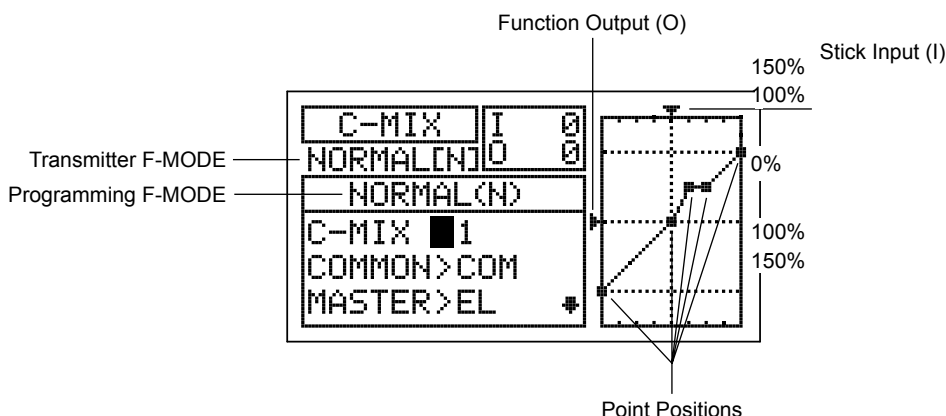 Function Output (O)
Stick Input (I)
150%
100%
C-MIX
I 0
Transmitter F-MODE
NORMAL[N]
O 0
0%
Programming F-MODE
NORMAL(N)
C-MIX 1
100%
COMMON>COM
150%
MASTER>EL
Point Positions